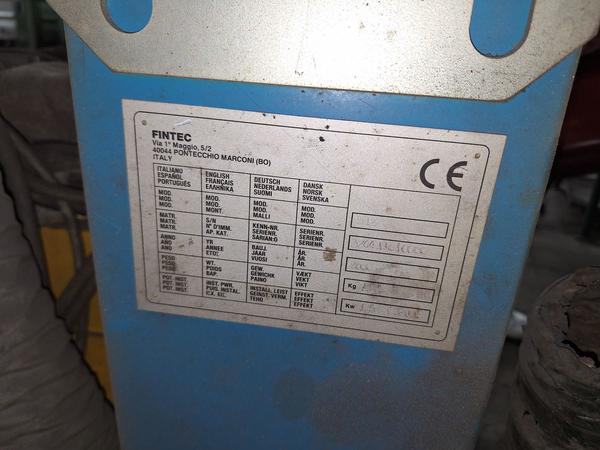 FINTEC
Via 1° Maggio, 5/2
40044 PONTECCHIO MARCONI (BO)
ITALY
CE
ITALIANO ENGLISH DEUTSCH DANSK
ESPAÑOL FRANÇAIS NEDERLANDS NORSK
PORTUGUÊS ΕΛΛΗΝΙΚΑ SUOMI SVENSKA
MOD. MOD. MOD. MOD.
MOD. MOD. MOD. MOD.
MOD. MONT. MALLI MOD.
MATR. S/N KENN-NR. SERIENR.
MATR. N° D'IMM. SERIENR. SERIENR.
MATR. AP. KAT. SARJAN:O SERIENR.
ANNO YR BAUJ. ÅR.
AÑO ANNEE JAAR ÅR.
ANO ETOΣ: VUOSI ÅR.
PESO WT. GEW. VÆKT
PESO POIDS GEWICHK VEKT
PESO BAP PAINO VIKT
Kg
POT. INST. INST. PWR. INSTALL. LEIST EFFEKT
POT. INST. PUIS. INSTAL. GEINST. VERM. EFFEKT
POT. INST. TEHO EFFEKT
Kw